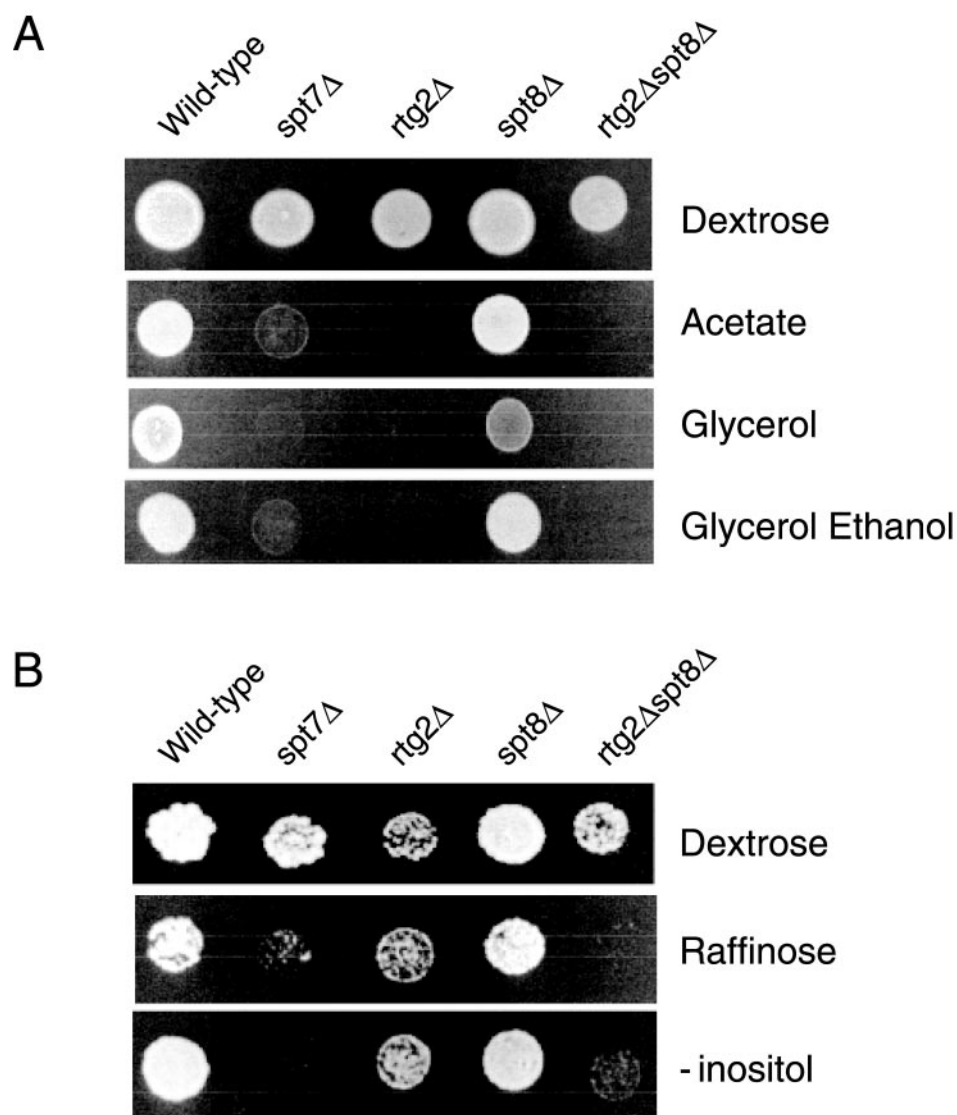 A
Wild-type spt7Δ rtg2Δ spt8Δ rtg2Δspt8Δ
Dextrose
Acetate
Glycerol
Glycerol Ethanol
B
Wild-type spt7Δ rtg2Δ spt8Δ rtg2Δspt8Δ
Dextrose
Raffinose
- inositol